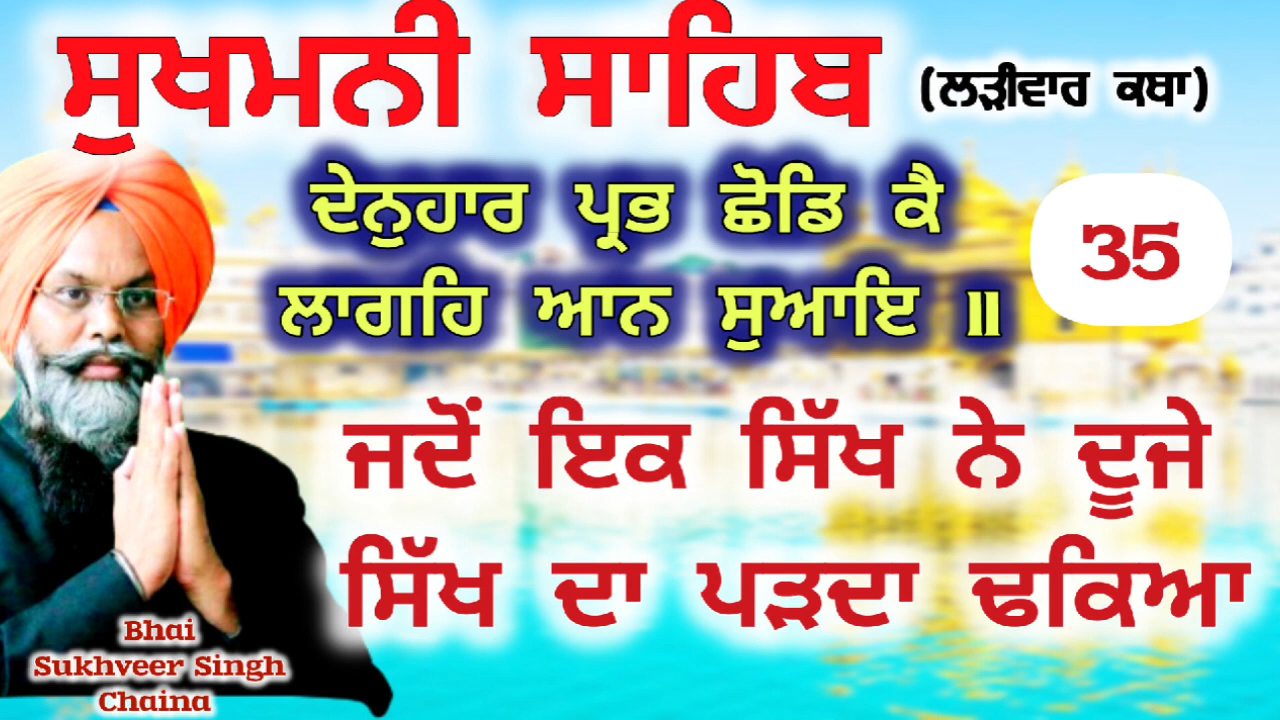 ਸੁਖਮਨੀ ਸਾਹਿਬ (ਲੜੀਵਾਰ ਕਥਾ)
ਦੇਨੁਹਾਰ ਪ੍ਰਭ ਛੋਡਿ ਕੈ
ਲਾਗਹਿ ਆਨ ਸੁਆਇ ॥
35
ਜਦੋਂ ਇਕ ਸਿੱਖ ਨੇ ਦੂਜੇ
ਸਿੱਖ ਦਾ ਪੜਦਾ ਢਕਿਆ
Bhai
Sukhveer Singh
Chaina